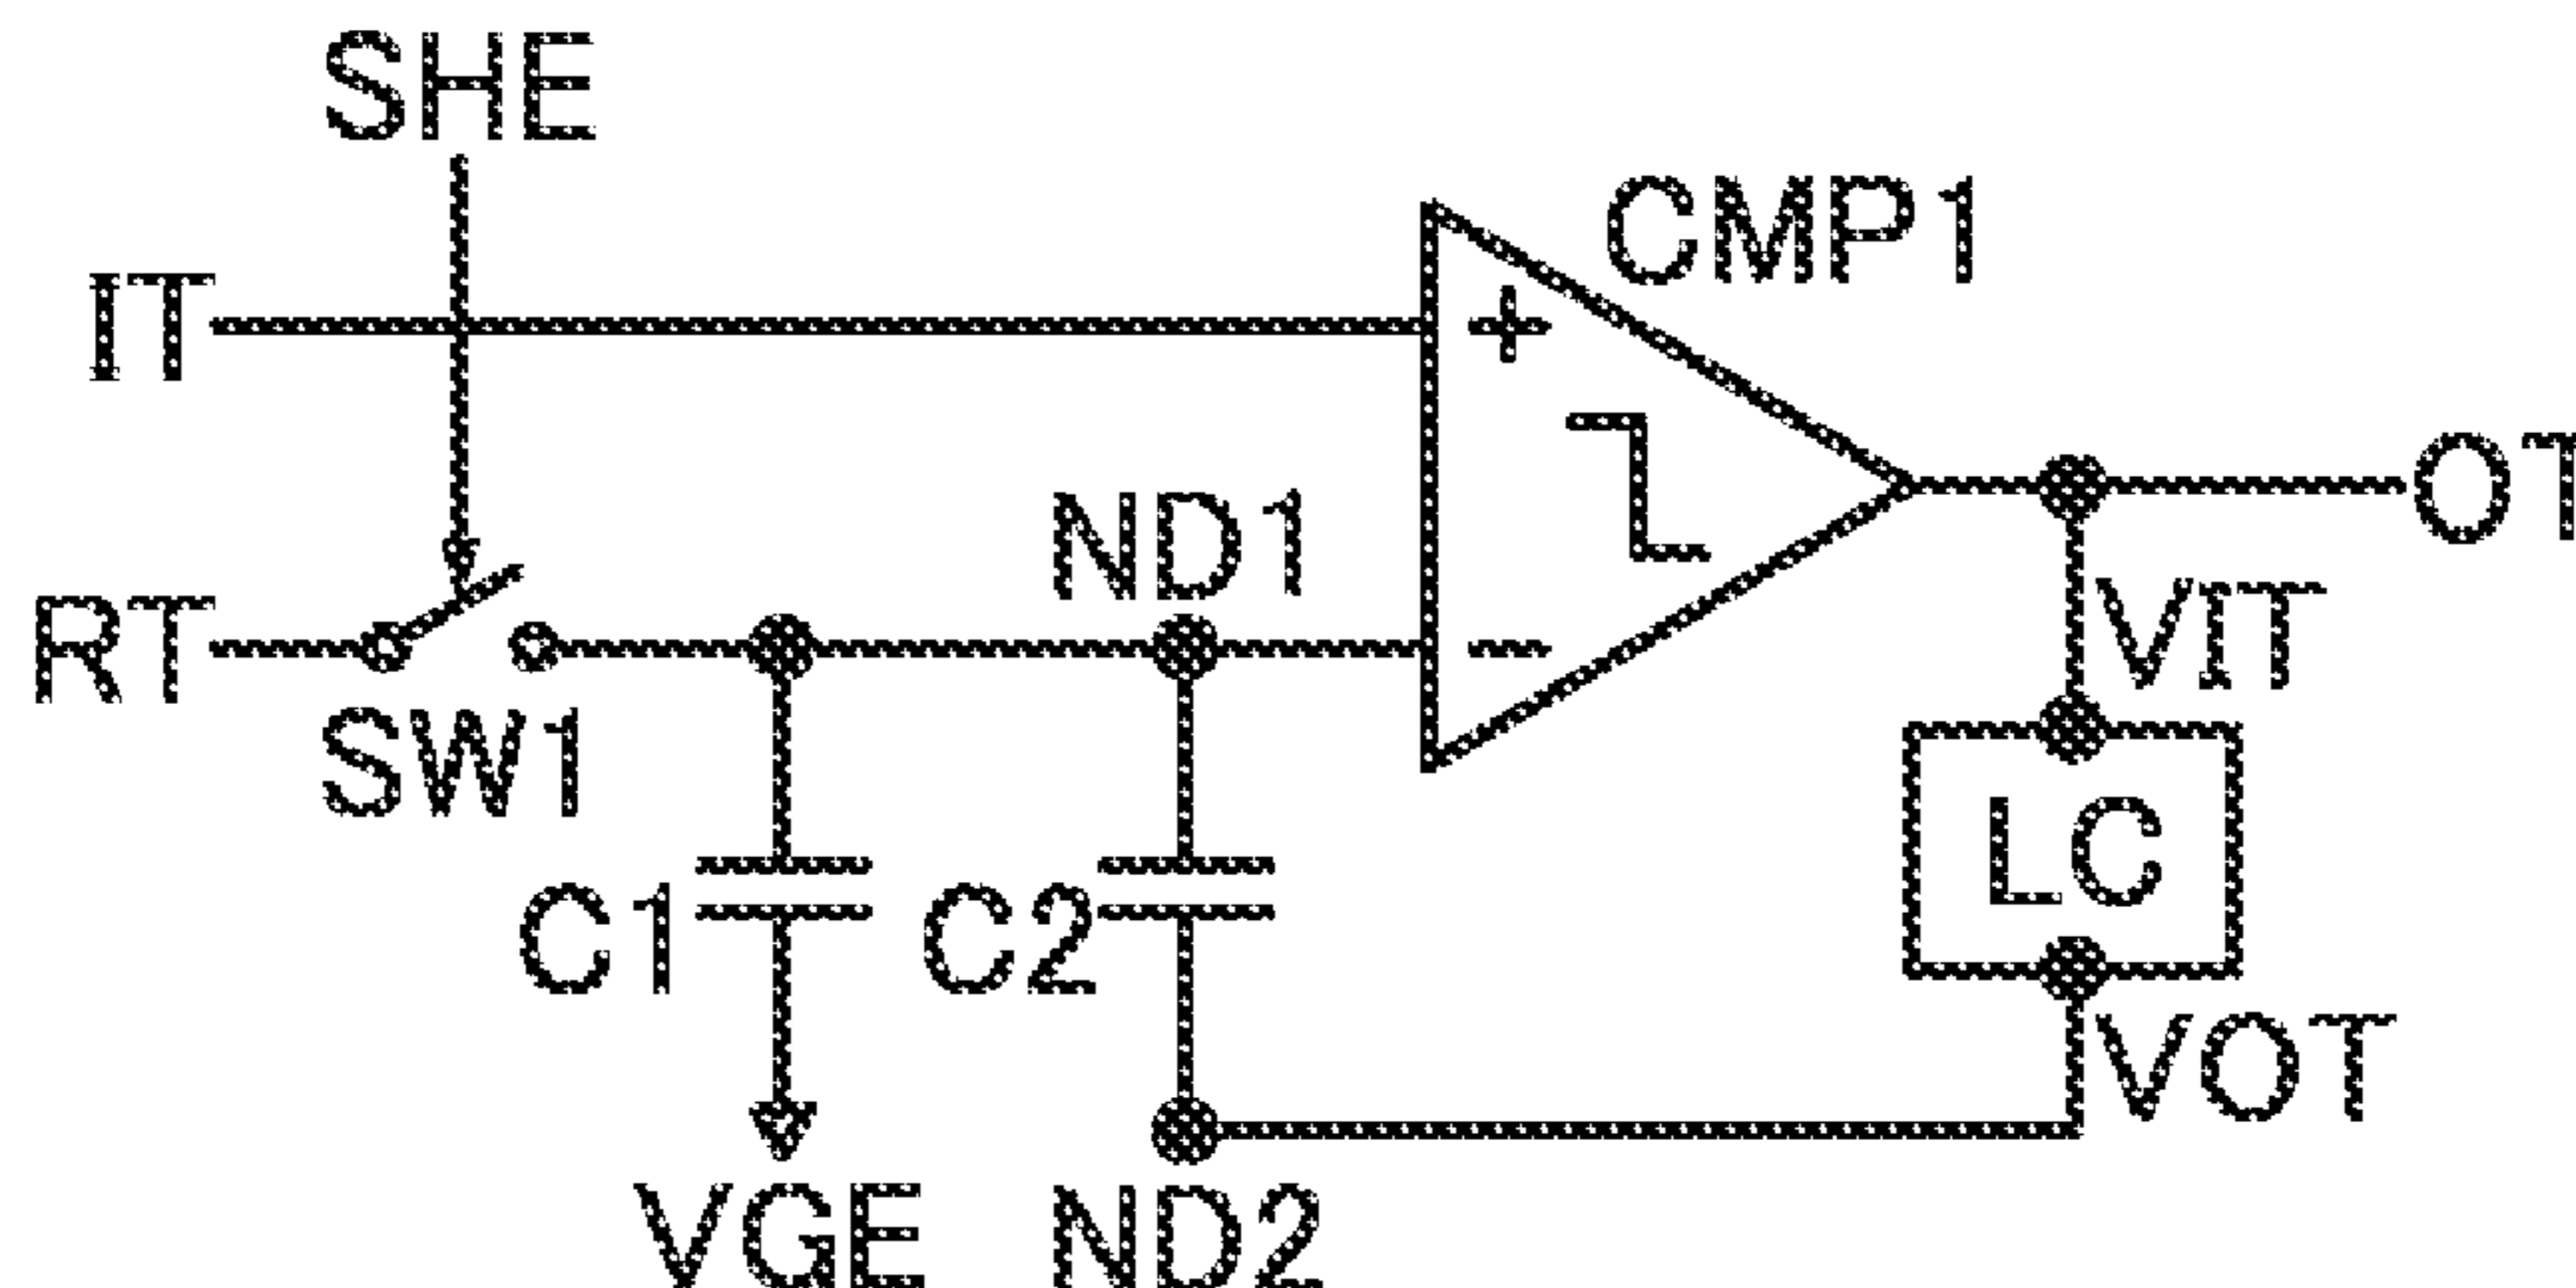 SHE
CMP1
IT
+
OT
ND1
RT
-
VIT
SW1
LC
C1
C2
VOT
VGE
ND2